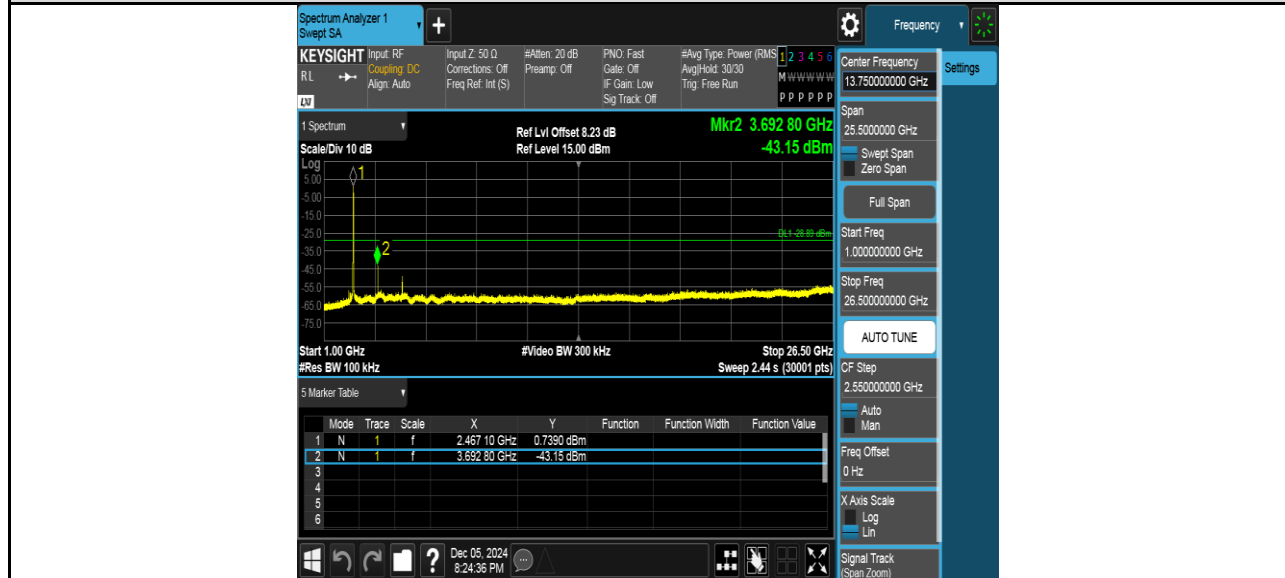 Spectrum Analyzer 1
Swept SA
+
Frequency
KEYSIGHT
RL
LXI
Input: RF
Coupling: DC
Align: Auto
Input Z: 50 Ω
Corrections: Off
Freq Ref: Int (S)
#Atten: 20 dB
Preamp: Off
PNO: Fast
Gate: Off
IF Gain: Low
Sig Track: Off
#Avg Type: Power (RMS
Avg|Hold: 30/30
Trig: Free Run
1 2 3 4 5 6
M W W W W W
P P P P P P
1 Spectrum
Scale/Div 10 dB
Ref Lvl Offset 8.23 dB
Ref Level 15.00 dBm
Mkr2 3.692 80 GHz
-43.15 dBm
Log
5.00
-5.00
-15.0
-25.0
-35.0
-45.0
-55.0
-65.0
-75.0
1
2
DL1 -28.89 dBm
Start 1.00 GHz
#Res BW 100 kHz
#Video BW 300 kHz
Stop 26.50 GHz
Sweep 2.44 s (30001 pts)
5 Marker Table
Mode Trace Scale X Y Function Function Width Function Value
1 N 1 f 2.467 10 GHz 0.7390 dBm
2 N 1 f 3.692 80 GHz -43.15 dBm
3
4
5
6
?
Dec 05, 2024
8:24:36 PM
Center Frequency
13.750000000 GHz
Settings
Span
25.5000000 GHz
Swept Span
Zero Span
Full Span
Start Freq
1.000000000 GHz
Stop Freq
26.500000000 GHz
AUTO TUNE
CF Step
2.550000000 GHz
Auto
Man
Freq Offset
0 Hz
X Axis Scale
Log
Lin
Signal Track
(Span Zoom)